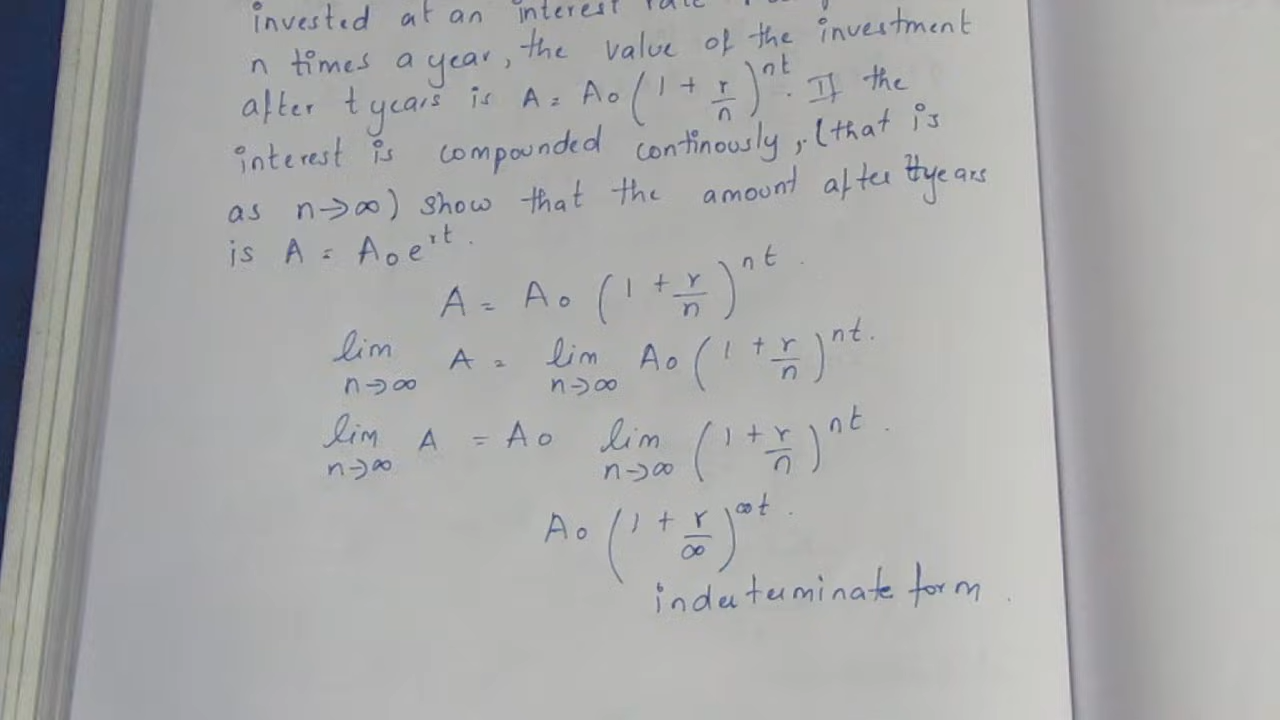 invested at an interest rate
n times a year, the value of the investment
after t years is A = A₀ (1 + r/n)^nt. If the
interest is compounded continously, (that is
as n→∞) show that the amount after t years
is A = A₀e^rt.
A = A₀ (1 + r/n)^nt.
lim n→∞ A = lim n→∞ A₀ (1 + r/n)^nt.
lim n→∞ A = A₀ lim n→∞ (1 + r/n)^nt.
A₀ (1 + r/∞)^∞t.
indeterminate form.